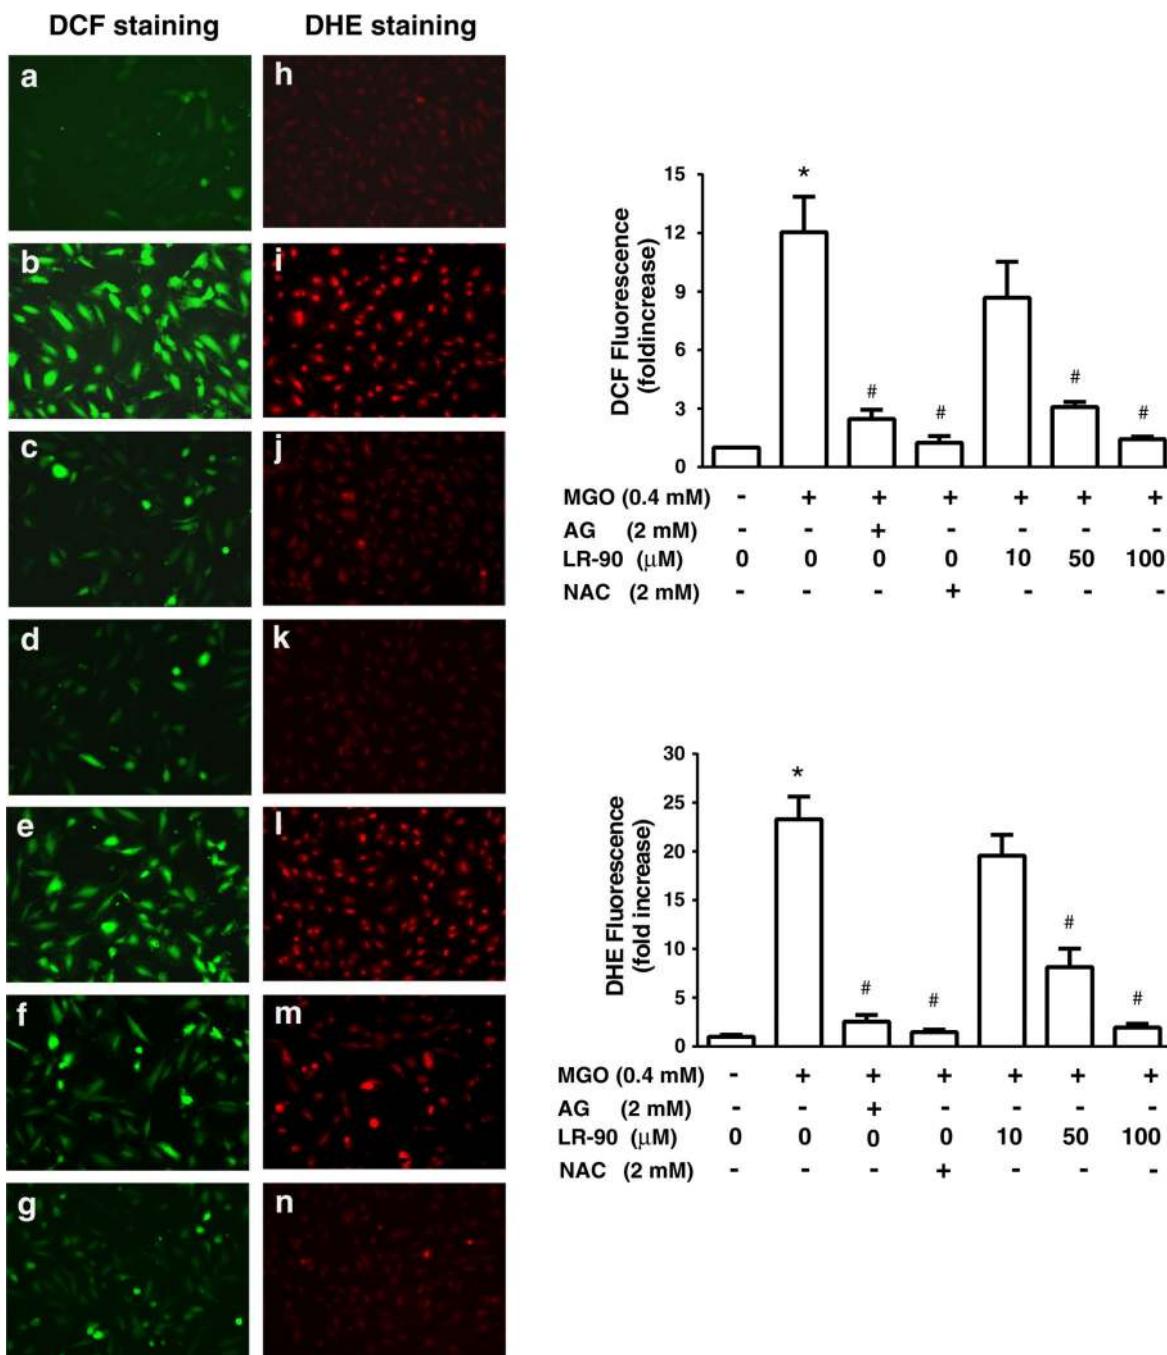 DCF staining DHE staining
a h
b i
c j
d k
e l
f m
g n
DCF Fluorescence
(foldincrease)
15
12
9
6
3
0
*
#
#
#
#
MGO (0.4 mM) - + + + + + +
AG (2 mM) - - + - - - -
LR-90 (μM) 0 0 0 0 10 50 100
NAC (2 mM) - - - + - - -
DHE Fluorescence
(fold increase)
30
25
20
15
10
5
0
*
#
#
#
#
MGO (0.4 mM) - + + + + + +
AG (2 mM) - - + - - - -
LR-90 (μM) 0 0 0 0 10 50 100
NAC (2 mM) - - - + - - -